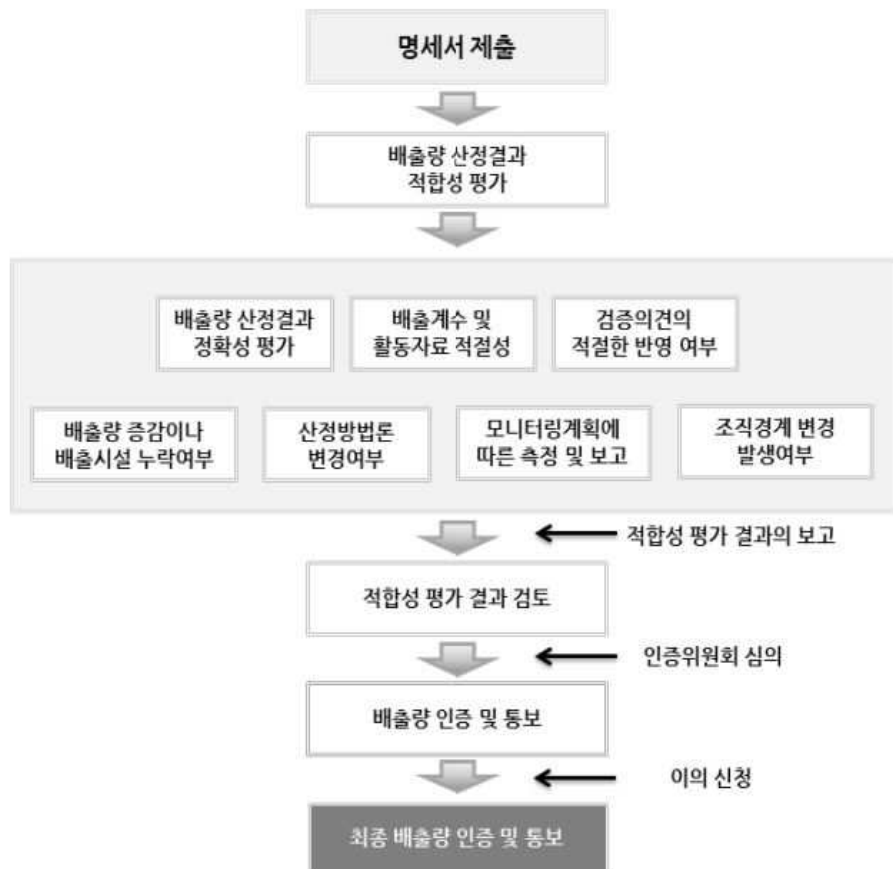 명세서 제출
배출량 산정결과
적합성 평가
배출량 산정결과
정확성 평가
배출계수 및
활동자료 적절성
검증의견의
적절한 반영 여부
배출량 증감이나
배출시설 누락여부
산정방법론
변경여부
모니터링계획에
따른 측정 및 보고
조직경계 변경
발생여부
적합성 평가 결과의 보고
적합성 평가 결과 검토
인증위원회 심의
배출량 인증 및 통보
이의 신청
최종 배출량 인증 및 통보